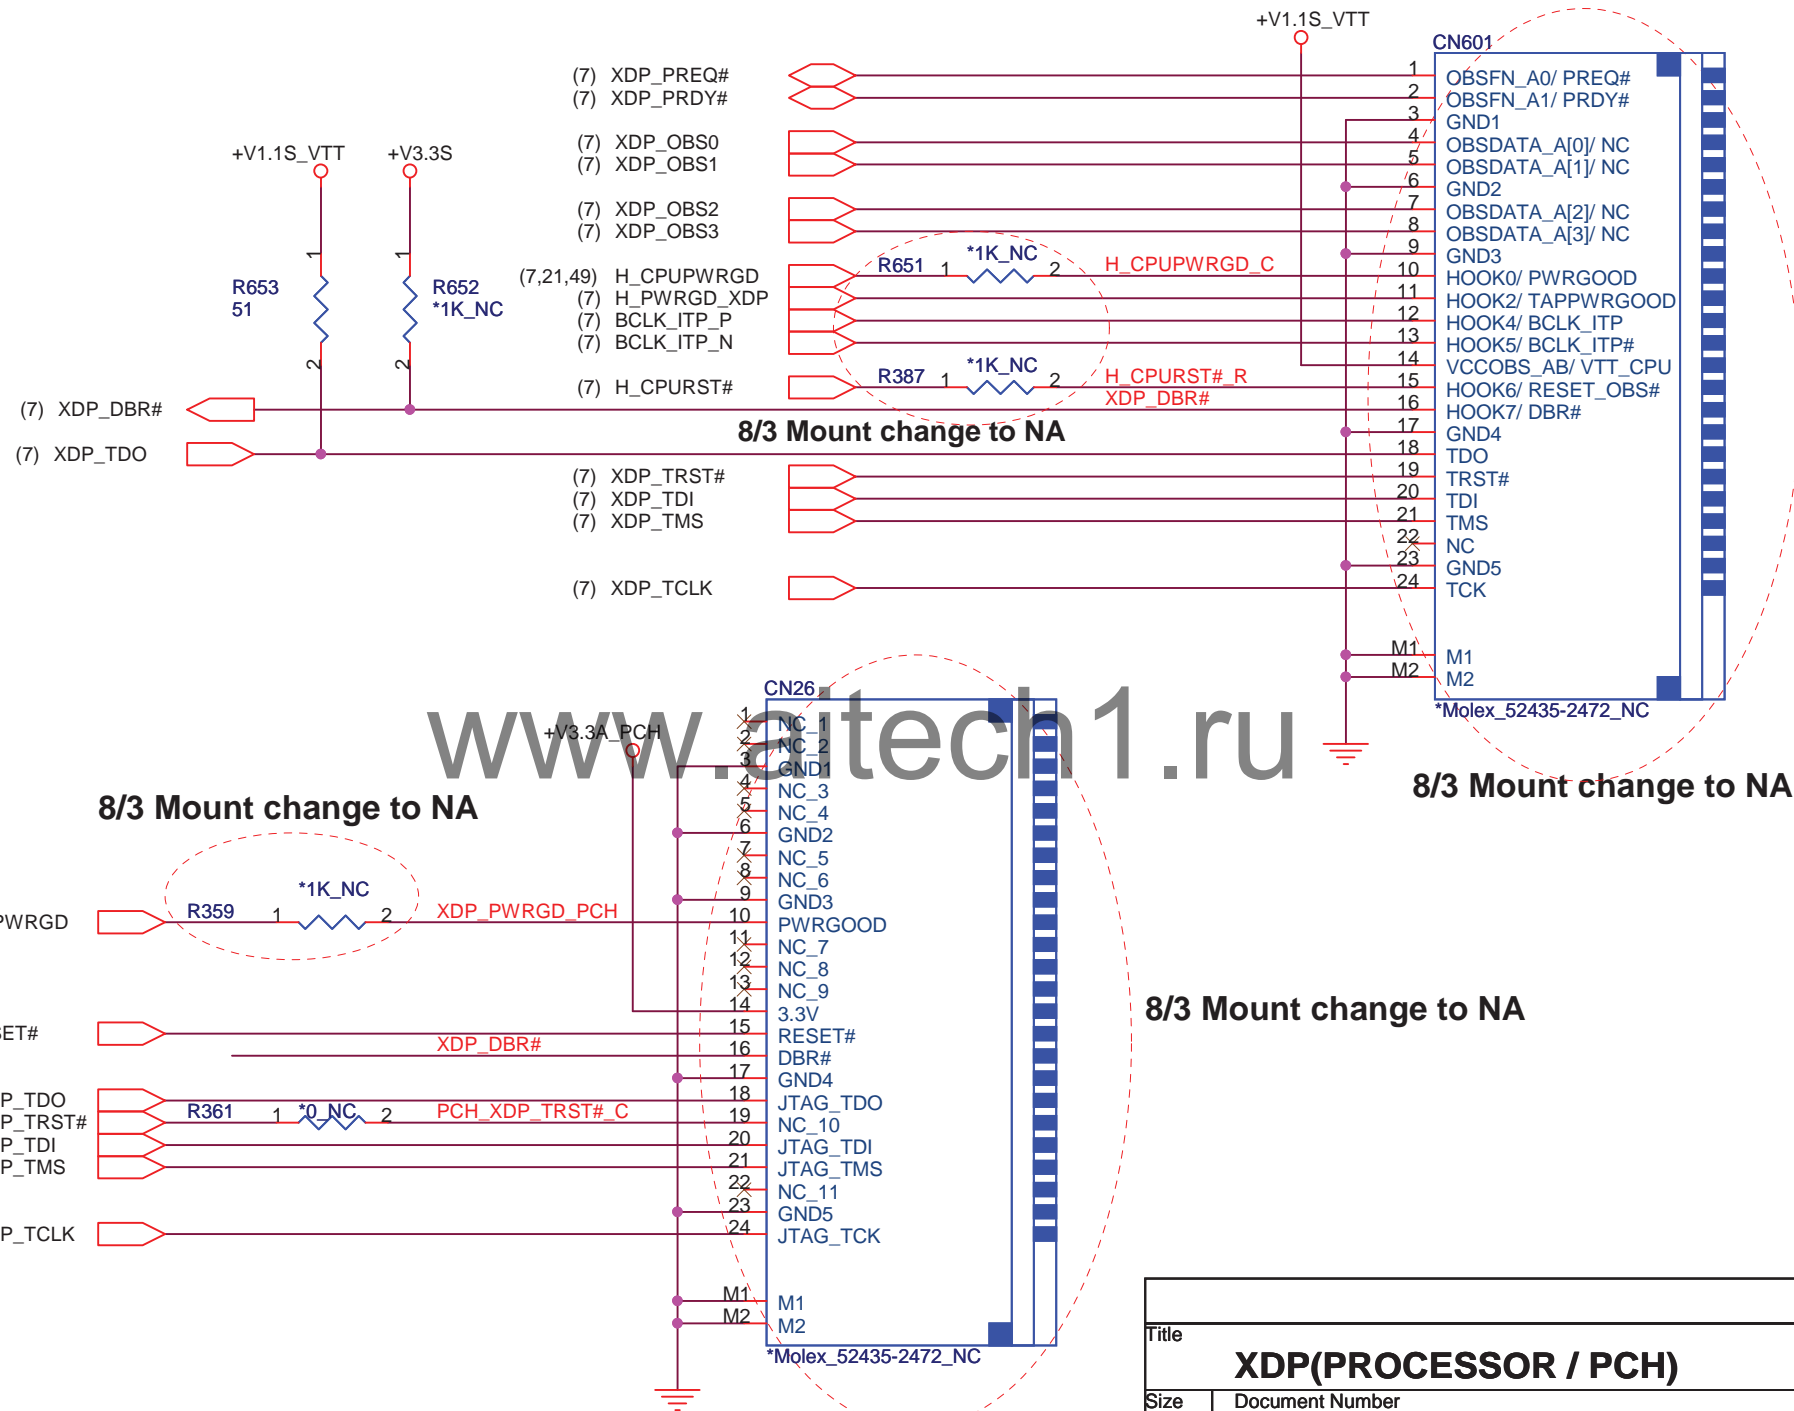 +V1.1S_VTT
CN601
(7) XDP_PREQ#
(7) XDP_PRDY#
(7) XDP_OBS0
(7) XDP_OBS1
(7) XDP_OBS2
(7) XDP_OBS3
(7,21,49) H_CPUPWRGD
(7) H_PWRGD_XDP
(7) BCLK_ITP_P
(7) BCLK_ITP_N
(7) H_CPURST#
R651 1 *1K_NC 2 H_CPUPWRGD_C
R387 1 *1K_NC 2 H_CPURST#_R
XDP_DBR#
8/3 Mount change to NA
+V1.1S_VTT +V3.3S
1 1
R653 51
R652 *1K_NC
2 2
(7) XDP_DBR#
(7) XDP_TDO
(7) XDP_TRST#
(7) XDP_TDI
(7) XDP_TMS
(7) XDP_TCLK
1 OBSFN_A0/ PREQ#
2 OBSFN_A1/ PRDY#
3 GND1
4 OBSDATA_A[0]/ NC
5 OBSDATA_A[1]/ NC
6 GND2
7 OBSDATA_A[2]/ NC
8 OBSDATA_A[3]/ NC
9 GND3
10 HOOK0/ PWRGOOD
11 HOOK2/ TAPPWRGOOD
12 HOOK4/ BCLK_ITP
13 HOOK5/ BCLK_ITP#
14 VCCOBS_AB/ VTT_CPU
15 HOOK6/ RESET_OBS#
16 HOOK7/ DBR#
17 GND4
18 TDO
19 TRST#
20 TDI
21 TMS
22 NC
23 GND5
24 TCK
M1 M1
M2 M2
*Molex_52435-2472_NC
8/3 Mount change to NA
www.aitech1.ru
CN26
+V3.3A_PCH
1 NC_1
2 NC_2
3 GND1
4 NC_3
5 NC_4
6 GND2
7 NC_5
8 NC_6
9 GND3
10 PWRGOOD
11 NC_7
12 NC_8
13 NC_9
14 3.3V
15 RESET#
16 DBR#
17 GND4
18 JTAG_TDO
19 NC_10
20 JTAG_TDI
21 JTAG_TMS
22 NC_11
23 GND5
24 JTAG_TCK
M1 M1
M2 M2
*Molex_52435-2472_NC
8/3 Mount change to NA
8/3 Mount change to NA
PWRGD R359 1 *1K_NC 2 XDP_PWRGD_PCH
SET#
XDP_DBR#
P_TDO
P_TRST# R361 1 *0_NC 2 PCH_XDP_TRST#_C
P_TDI
P_TMS
P_TCLK
Title
XDP(PROCESSOR / PCH)
Size Document Number